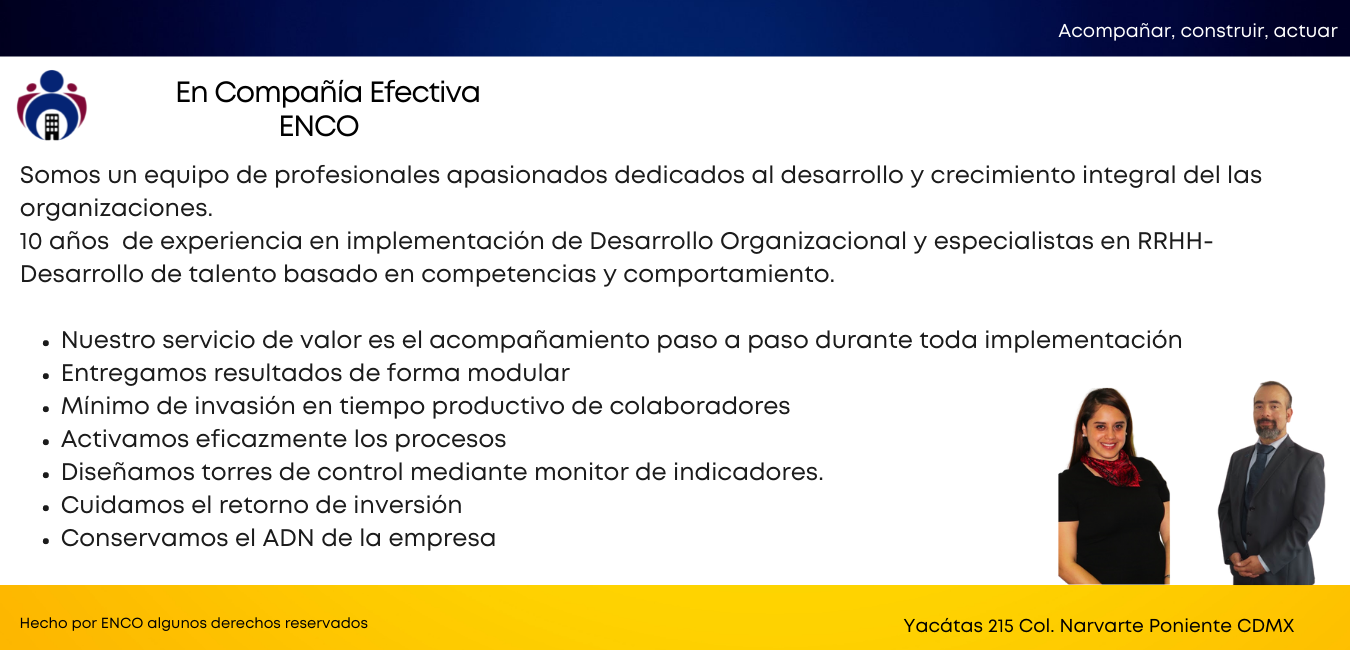 Acompañar, construir, actuar
En Compañía Efectiva
ENCO
Somos un equipo de profesionales apasionados dedicados al desarrollo y crecimiento integral del las
organizaciones.
10 años  de experiencia en implementación de Desarrollo Organizacional y especialistas en RRHH-
Desarrollo de talento basado en competencias y comportamiento.
• Nuestro servicio de valor es el acompañamiento paso a paso durante toda implementación
• Entregamos resultados de forma modular
• Mínimo de invasión en tiempo productivo de colaboradores
• Activamos eficazmente los procesos
• Diseñamos torres de control mediante monitor de indicadores.
• Cuidamos el retorno de inversión
• Conservamos el ADN de la empresa
Hecho por ENCO algunos derechos reservados
Yacátas 215 Col. Narvarte Poniente CDMX